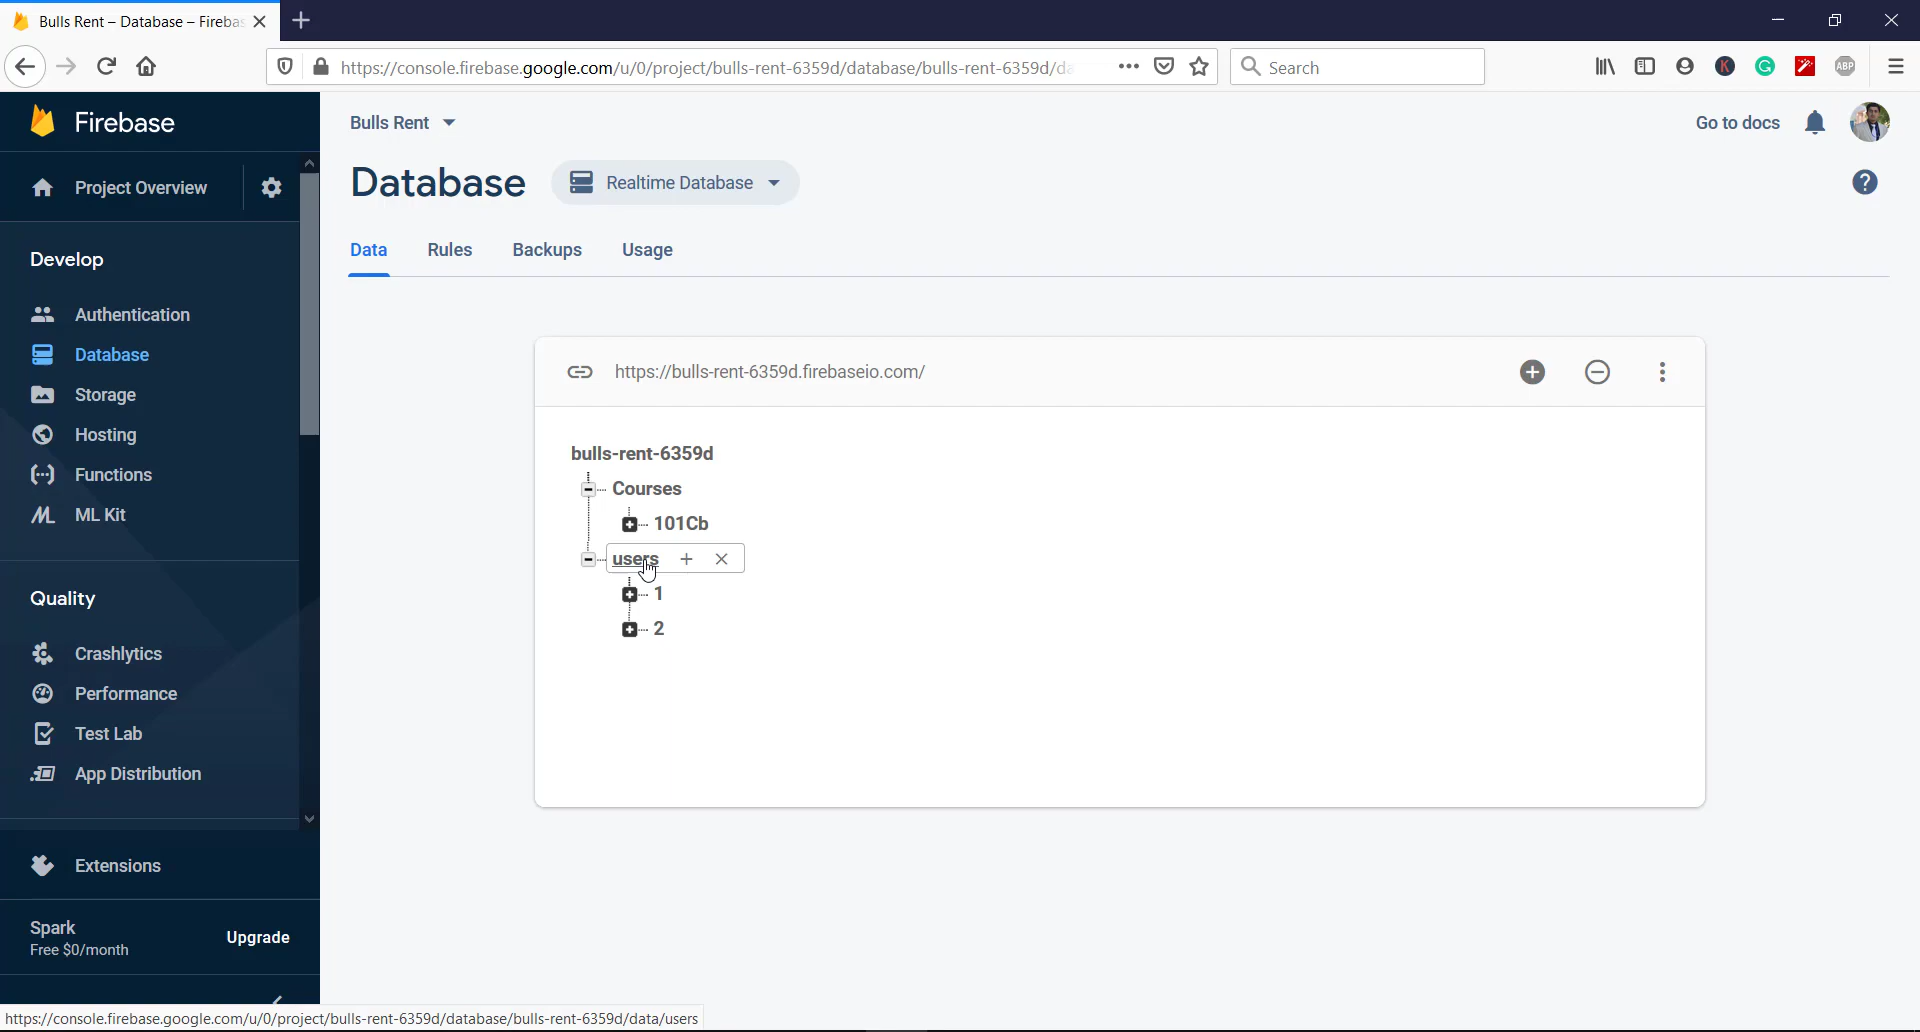 Bulls Rent – Database – Fireba
https://console.firebase.google.com/u/0/project/bulls-rent-6359d/database/bulls-rent-6359d/da
Search
ABP
Firebase
Bulls Rent
Go to docs
Project Overview
Database
Realtime Database
Data
Rules
Backups
Usage
Develop
Authentication
Database
Storage
Hosting
Functions
ML Kit
Quality
Crashlytics
Performance
Test Lab
App Distribution
Extensions
Spark
Free $0/month
Upgrade
https://bulls-rent-6359d.firebaseio.com/
bulls-rent-6359d
Courses
101Cb
users
1
2
https://console.firebase.google.com/u/0/project/bulls-rent-6359d/database/bulls-rent-6359d/data/users